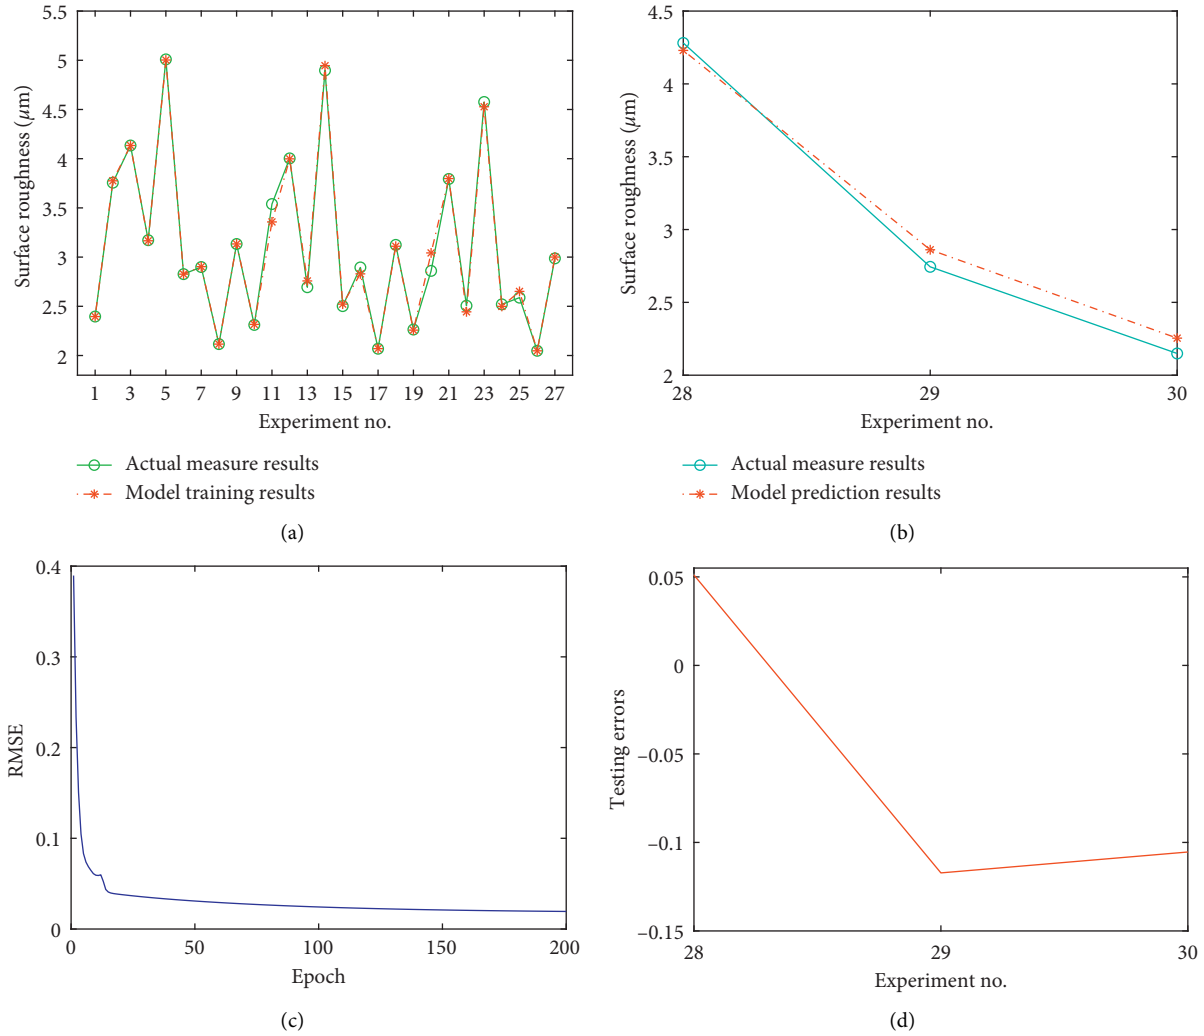 5.5
5
4.5
4
3.5
3
2.5
2
Surface roughness (μm)
1 3 5 7 9 11 13 15 17 19 21 23 25 27
Experiment no.
Actual measure results
Model training results
(a)
4.5
4
3.5
3
2.5
2
Surface roughness (μm)
28 29 30
Experiment no.
Actual measure results
Model prediction results
(b)
0.4
0.3
0.2
0.1
0
RMSE
0 50 100 150 200
Epoch
(c)
0.05
0
−0.05
−0.1
−0.15
Testing errors
28 29 30
Experiment no.
(d)